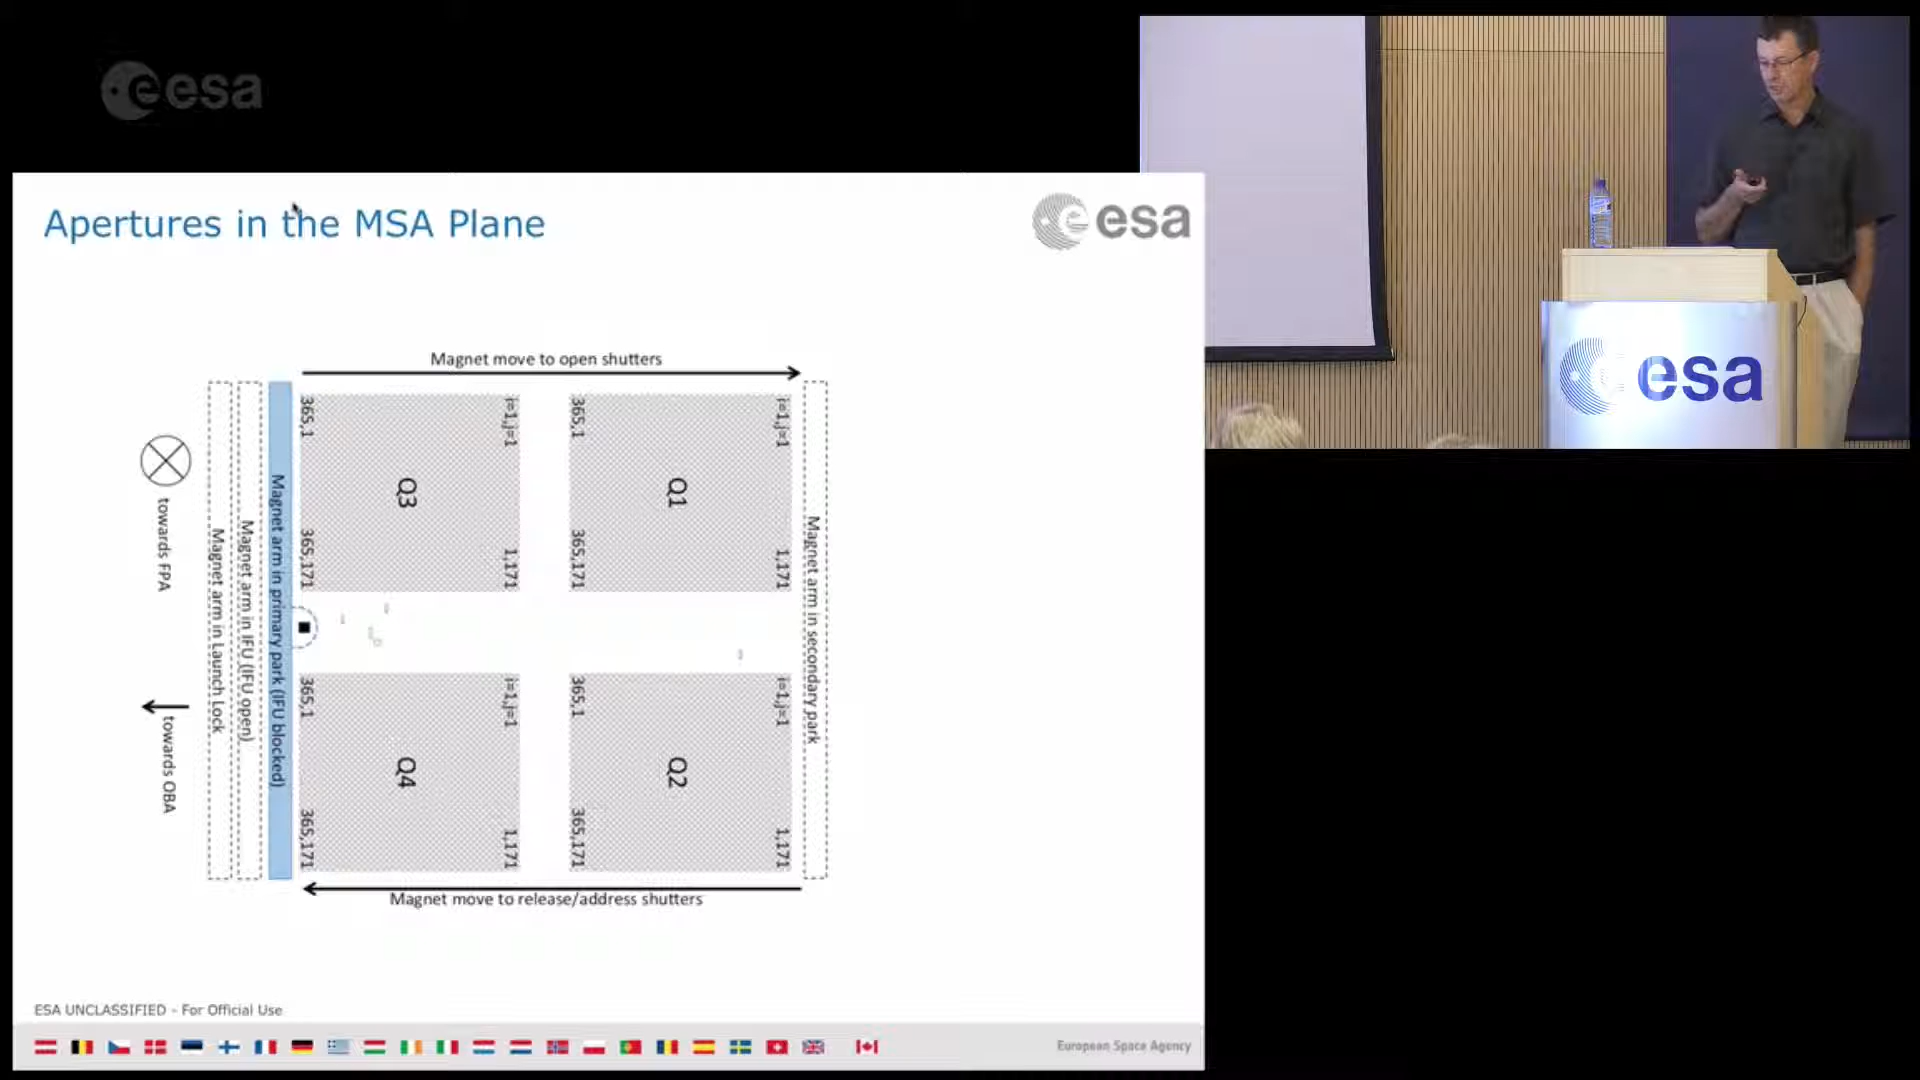 esa
Apertures in the MSA Plane
esa
Magnet move to open shutters
365,1
i=1,j=1
365,1
i=1,j=1
Q3
Q1
365,171
1,171
365,171
1,171
towards FPA
Magnet arm in Launch Lock
Magnet arm in IFU (IFU open)
Magnet arm in primary park (IFU blocked)
Magnet arm in secondary park
towards OBA
365,1
i=1,j=1
365,1
i=1,j=1
Q4
Q2
365,171
1,171
365,171
1,171
Magnet move to release/address shutters
ESA UNCLASSIFIED - For Official Use
European Space Agency
esa